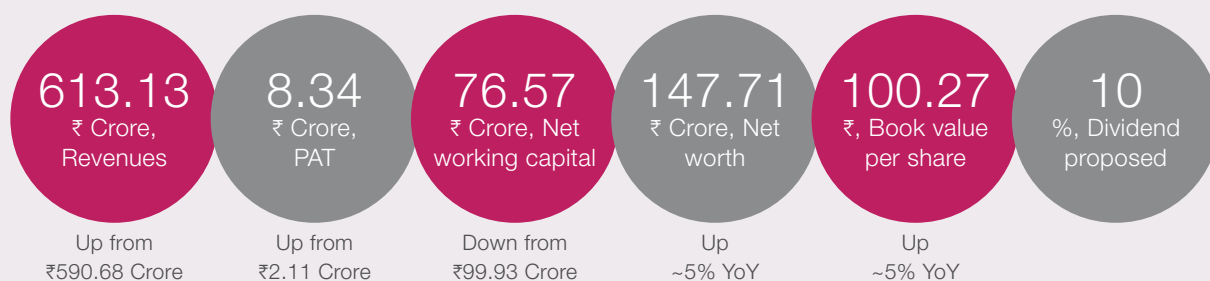 613.13
₹ Crore,
Revenues
Up from
₹590.68 Crore
8.34
₹ Crore,
PAT
Up from
₹2.11 Crore
76.57
₹ Crore, Net
working capital
Down from
₹99.93 Crore
147.71
₹ Crore, Net
worth
Up
~5% YoY
100.27
₹, Book value
per share
Up
~5% YoY
10
%, Dividend
proposed